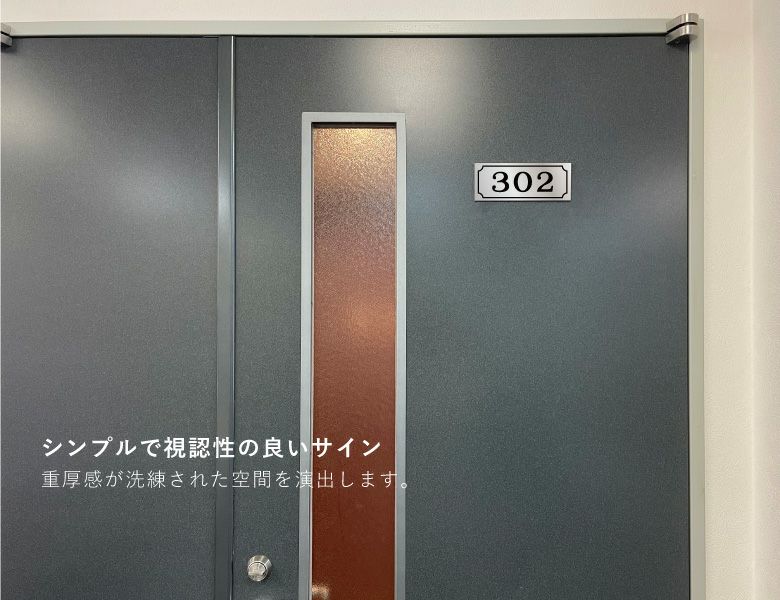 302
シンプルで視認性の良いサイン
重厚感が洗練された空間を演出します。